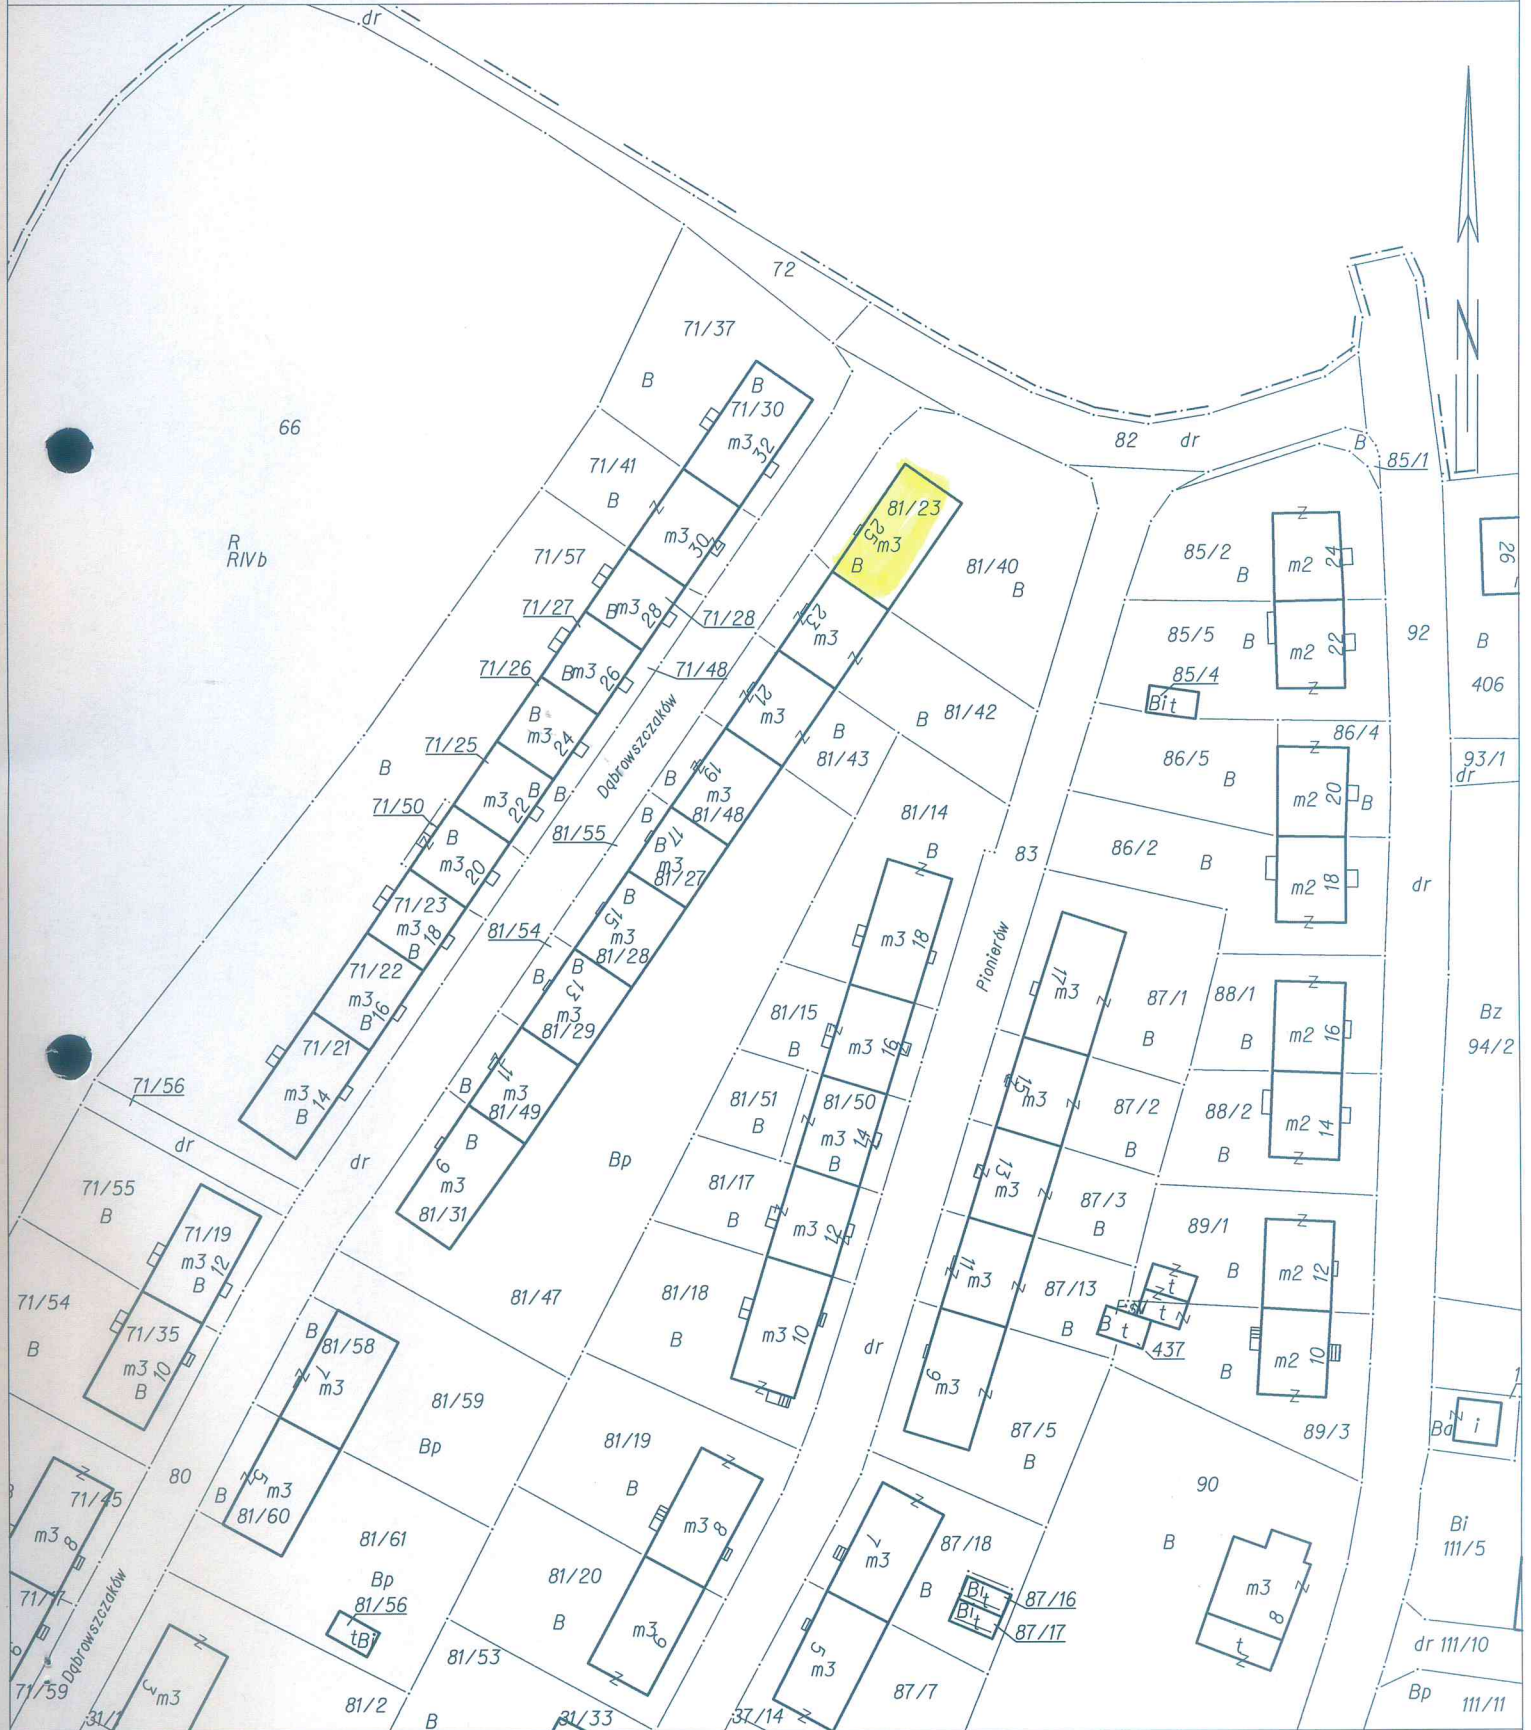 dr
72
71/37
B
66
B
71/30
m3
32
71/41
B
82
dr
B
85/1
R
RIVb
81/23
25
m3
B
71/57
m3
30
81/40
B
85/2
B
m2
24
26
71/27
B
m3
28
71/28
23
m3
85/5
B
m2
22
92
B
406
71/26
B
m3
26
71/48
85/4
Bit
Dąbrowszczaków
21
m3
B
81/42
71/25
B
m3
24
B
81/43
86/5
B
86/4
93/1
dr
B
71/50
m3
22
B
B
B
19
m3
81/48
m2
20
B
81/55
B
m3
20
B
17
B
m3
81/27
81/14
B
83
86/2
B
m2
18
dr
71/23
m3
18
B
81/54
B
15
m3
81/28
m3
18
Pionierów
71/22
m3
16
B
B
B
13
m3
81/29
17
m3
87/1
B
88/1
B
m2
16
Bz
94/2
71/21
m3
14
B
81/15
B
m3
16
71/56
B
11
m3
81/49
81/51
B
81/50
m3
14
B
15
m3
87/2
B
88/2
B
m2
14
dr
dr
B
9
m3
81/31
Bp
81/17
B
m3
12
13
m3
87/3
B
71/55
B
71/19
m3
12
B
89/1
B
m2
12
71/54
B
71/35
m3
10
B
81/47
81/18
B
m3
10
11
m3
87/13
B
t
t
B
t
437
B
m2
10
B
81/58
7
m3
dr
9
m3
81/59
Bp
81/19
B
87/5
B
89/3
Ba
i
80
5
m3
81/60
B
90
B
71/45
m3
8
81/61
Bp
m3
8
7
m3
87/18
B
Bi
111/5
81/20
B
m3
8
t
81/56
tBi
Bit
87/16
Bit
87/17
Dąbrowszczaków
71/59
3
m3
81/53
m3
5
m3
dr 111/10
Bp
111/11
81/2
B
87/7
37/14